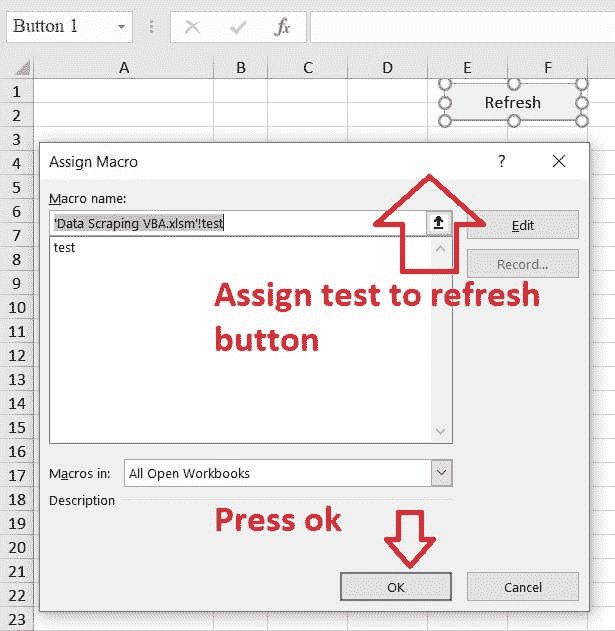 Button 1
fx
A B C D E F
1
Refresh
2
3
Assign Macro ?
4
5
Macro name:
6
'Data Scraping VBA.xlsm'!test
Edit
7
test
8
Record...
9
Assign test to refresh
10
11
button
12
13
14
15
16
Macros in: All Open Workbooks
17
Description
18
Press ok
19
20
21
OK Cancel
22
23